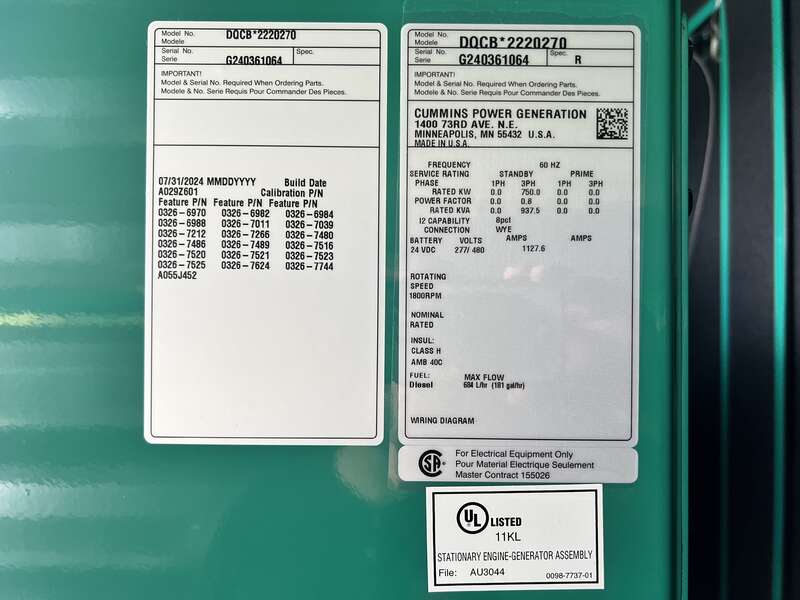 Model No. DQCB*2220270
Modele
Serial No. G240361064 Spec.
Serie
IMPORTANT!
Model & Serial No. Required When Ordering Parts.
Modele & No. Serie Requis Pour Commander Des Pieces.
07/31/2024 MMDDYYYY Build Date
A029Z601 Calibration P/N
Feature P/N Feature P/N Feature P/N
0326-6970 0326-6982 0326-6984
0326-6988 0326-7011 0326-7039
0326-7212 0326-7266 0326-7480
0326-7486 0326-7489 0326-7516
0326-7520 0326-7521 0326-7523
0326-7525 0326-7624 0326-7744
A055J452
Model No. DQCB*2220270
Modele
Serial No. G240361064 Spec.
Serie R
IMPORTANT!
Model & Serial No. Required When Ordering Parts.
Modele & No. Serie Requis Pour Commander Des Pieces.
CUMMINS POWER GENERATION
1400 73RD AVE. N.E.
MINNEAPOLIS, MN 55432 U.S.A.
MADE IN U.S.A.
FREQUENCY 60 HZ
SERVICE RATING STANDBY PRIME
PHASE 1PH 3PH 1PH 3PH
RATED KW 0.0 750.0 0.0 0.0
POWER FACTOR 0.0 0.8 0.0 0.0
RATED KVA 0.0 937.5 0.0 0.0
I2 CAPABILITY 8pct
CONNECTION WYE
BATTERY VOLTS AMPS AMPS
24 VDC 277/ 480 1127.6
ROTATING
SPEED
1800RPM
NOMINAL
RATED
INSUL:
CLASS H
AMB 40C
FUEL: MAX FLOW
Diesel 684 L/hr (181 gal/hr)
WIRING DIAGRAM
SA
For Electrical Equipment Only
Pour Material Electrique Seulement
Master Contract 155026
UL LISTED
11KL
STATIONARY ENGINE-GENERATOR ASSEMBLY
File: AU3044 0098-7737-01